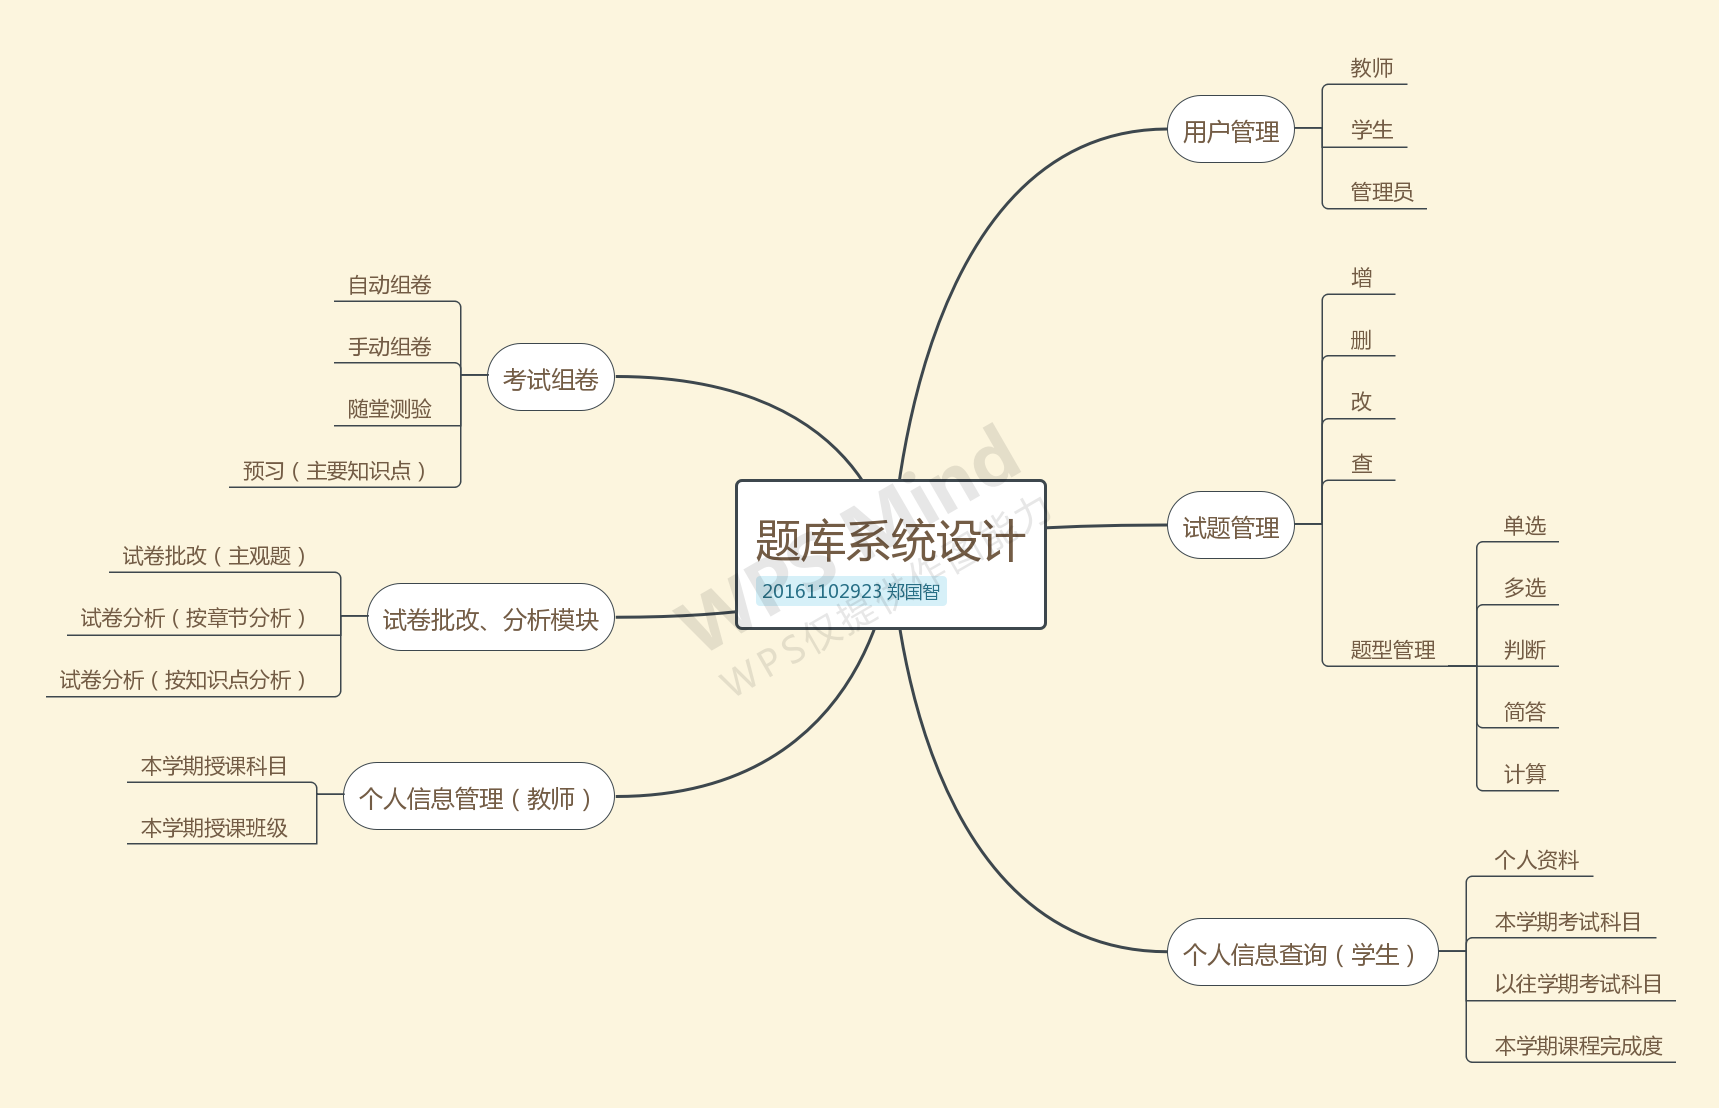 题库系统设计
20161102923 郑国智
用户管理
教师
学生
管理员
试题管理
增
删
改
查
题型管理
单选
多选
判断
简答
计算
个人信息查询（学生）
个人资料
本学期考试科目
以往学期考试科目
本学期课程完成度
考试组卷
自动组卷
手动组卷
随堂测验
预习（主要知识点）
试卷批改、分析模块
试卷批改（主观题）
试卷分析（按章节分析）
试卷分析（按知识点分析）
个人信息管理（教师）
本学期授课科目
本学期授课班级
WPS Mind
WPS仅提供作图能力